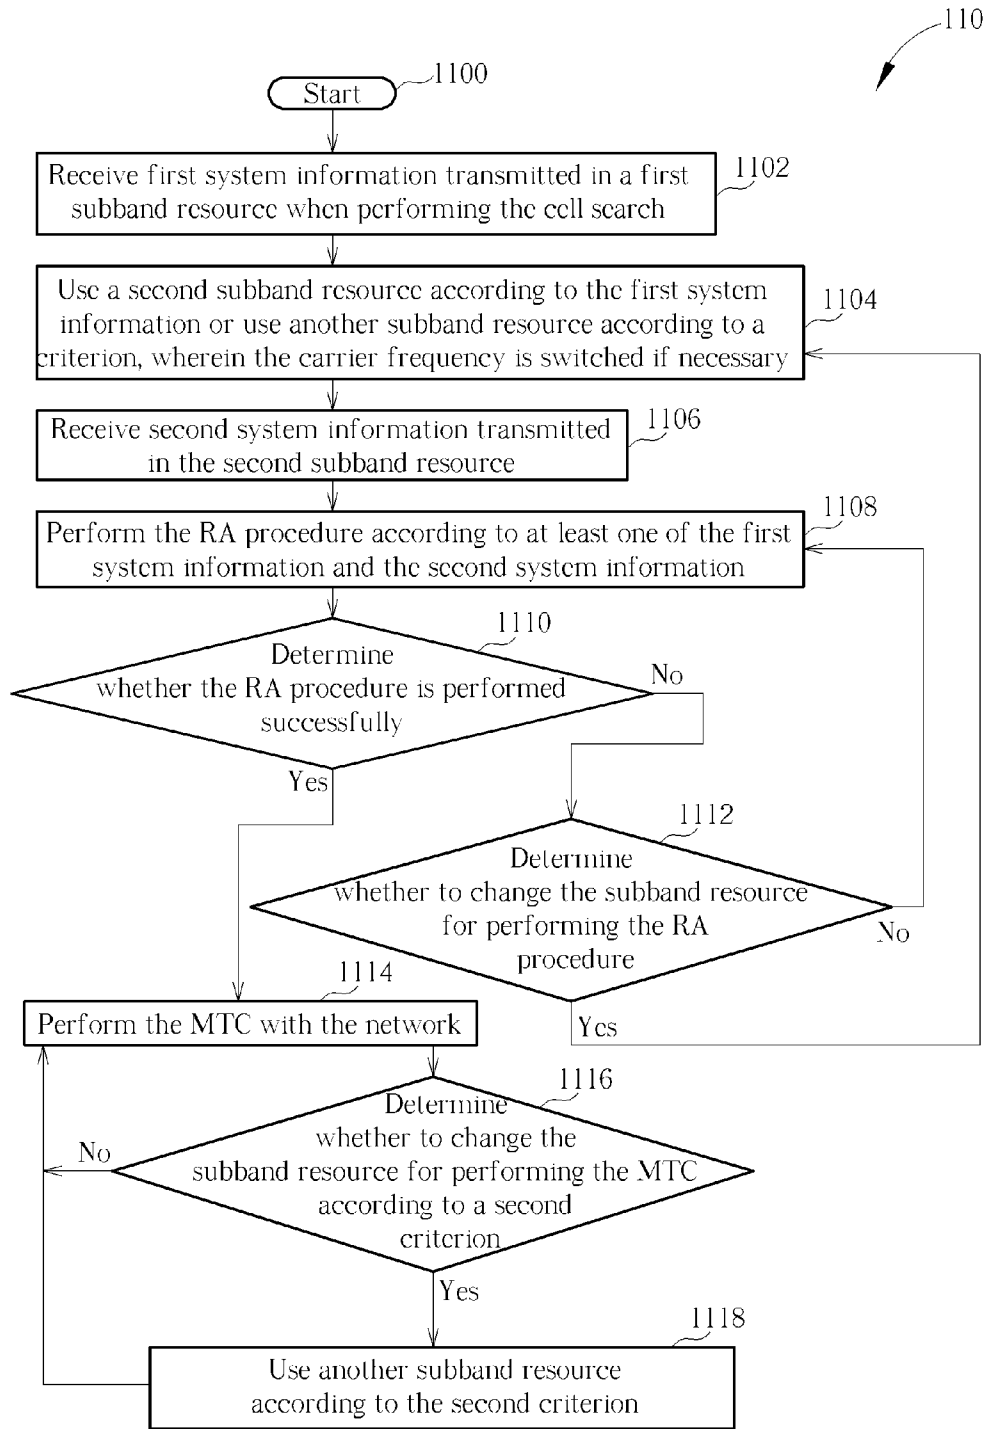 110
Start
1100
Receive first system information transmitted in a first
subband resource when performing the cell search
1102
Use a second subband resource according to the first system
information or use another subband resource according to a
criterion, wherein the carrier frequency is switched if necessary
1104
Receive second system information transmitted
in the second subband resource
1106
Perform the RA procedure according to at least one of the first
system information and the second system information
1108
Determine
whether the RA procedure is performed
successfully
1110
No
Yes
Determine
whether to change the subband resource
for performing the RA
procedure
1112
No
Yes
Perform the MTC with the network
1114
Determine
whether to change the
subband resource for performing the MTC
according to a second
criterion
1116
No
Yes
Use another subband resource
according to the second criterion
1118